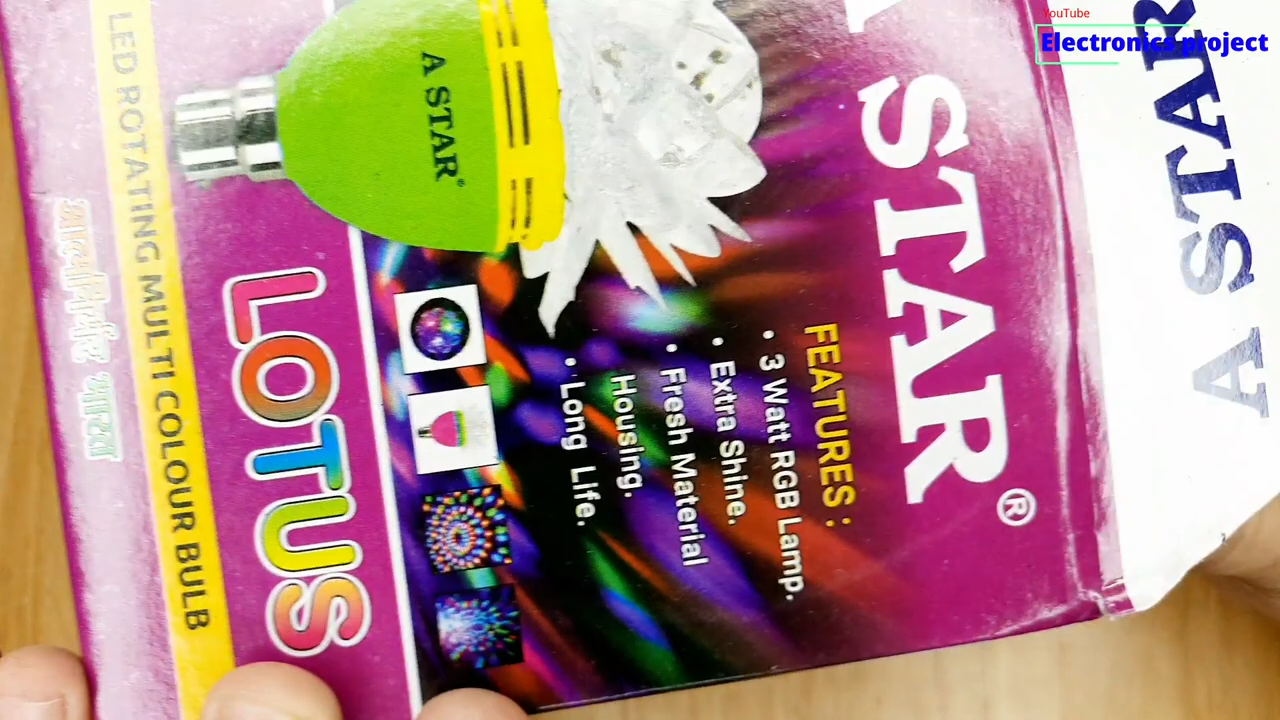 YouTube
Electronics project
A STAR
STAR®
A STAR
FEATURES :
• 3 Watt RGB Lamp.
• Extra Shine.
• Fresh Material
Housing.
• Long Life.
LOTUS
LED ROTATING MULTI COLOUR BULB